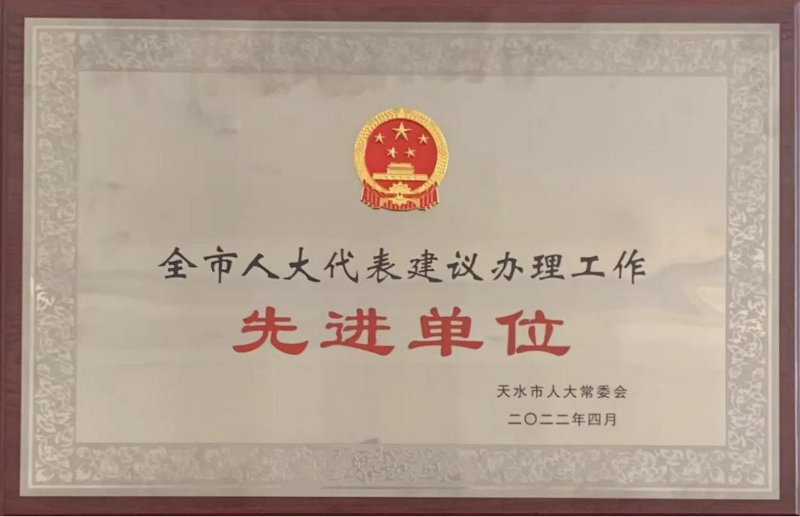 全市人大代表建议办理工作
先进单位
天水市人大常委会
二〇二二年四月